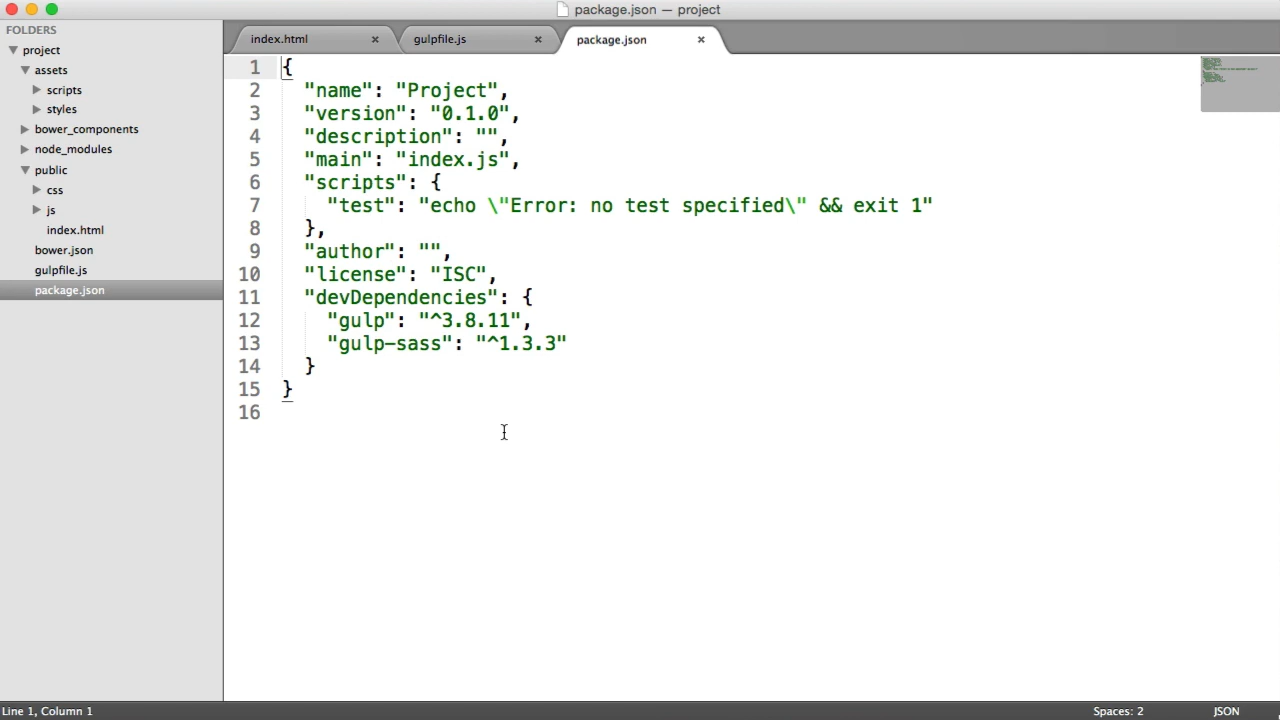 package.json — project
FOLDERS
project
assets
scripts
styles
bower_components
node_modules
public
css
js
index.html
bower.json
gulpfile.js
package.json
index.html
gulpfile.js
package.json
1 {
2 "name": "Project",
3 "version": "0.1.0",
4 "description": "",
5 "main": "index.js",
6 "scripts": {
7 "test": "echo \"Error: no test specified\" && exit 1"
8 },
9 "author": "",
10 "license": "ISC",
11 "devDependencies": {
12 "gulp": "^3.8.11",
13 "gulp-sass": "^1.3.3"
14 }
15 }
16
Line 1, Column 1
Spaces: 2
JSON